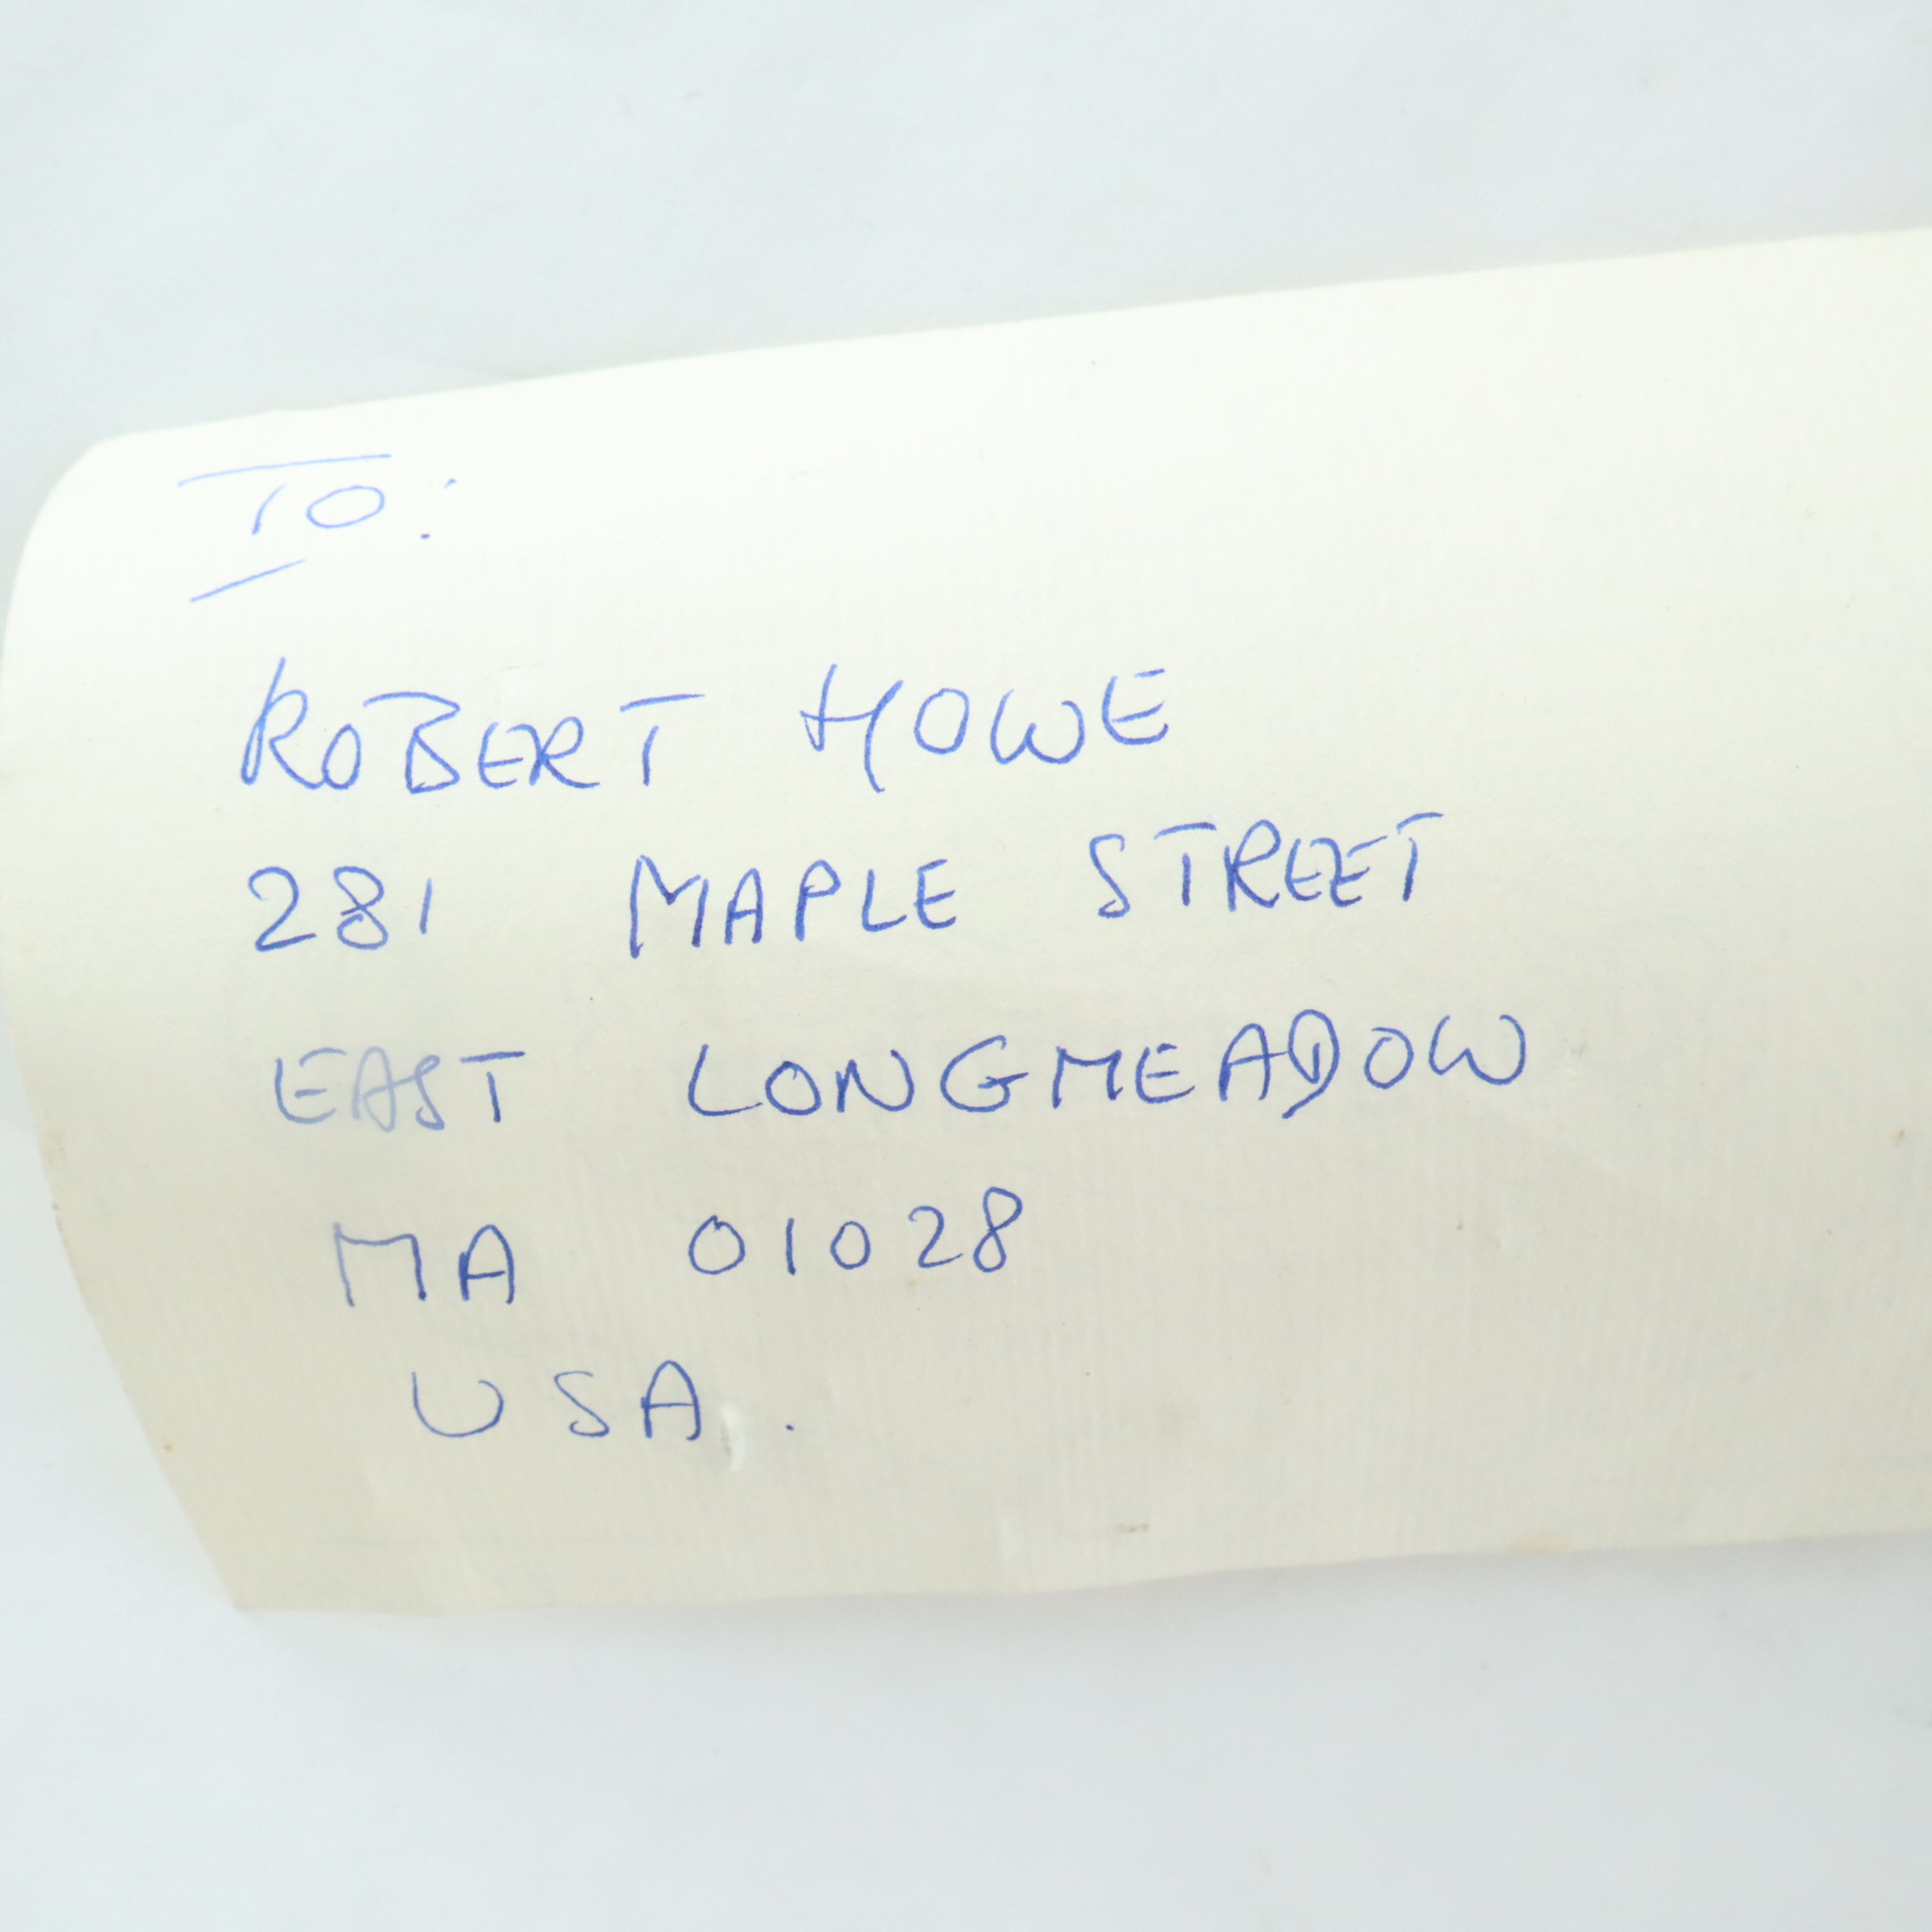 TO:
ROBERT HOWE
281 MAPLE STREET
EAST LONGMEADOW
MA 01028
USA.